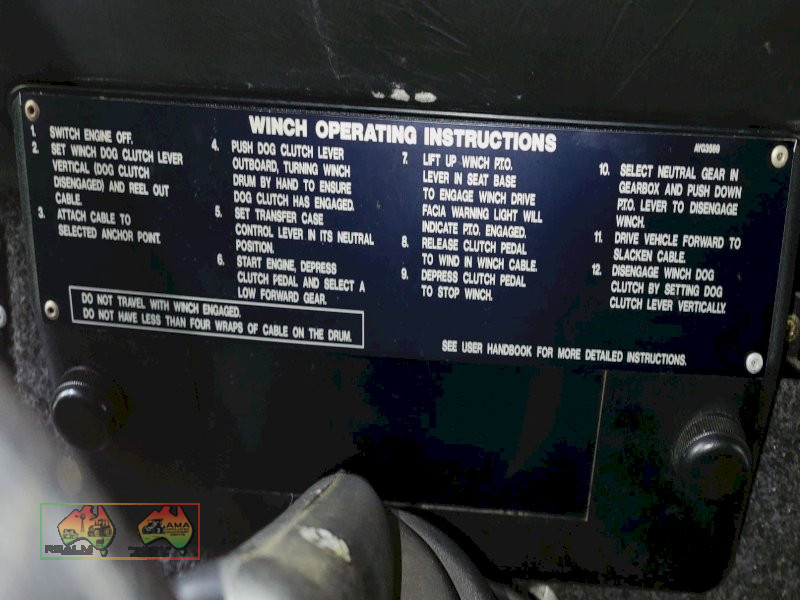 WINCH OPERATING INSTRUCTIONS
AYG3569
1. SWITCH ENGINE OFF.
2. SET WINCH DOG CLUTCH LEVER
VERTICAL (DOG CLUTCH
DISENGAGED) AND REEL OUT
CABLE.
3. ATTACH CABLE TO
SELECTED ANCHOR POINT.
4. PUSH DOG CLUTCH LEVER
OUTBOARD, TURNING WINCH
DRUM BY HAND TO ENSURE
DOG CLUTCH HAS ENGAGED.
5. SET TRANSFER CASE
CONTROL LEVER IN ITS NEUTRAL
POSITION.
6. START ENGINE, DEPRESS
CLUTCH PEDAL AND SELECT A
LOW FORWARD GEAR.
7. LIFT UP WINCH P.T.O.
LEVER IN SEAT BASE
TO ENGAGE WINCH DRIVE
FACIA WARNING LIGHT WILL
INDICATE P.T.O. ENGAGED.
8. RELEASE CLUTCH PEDAL
TO WIND IN WINCH CABLE.
9. DEPRESS CLUTCH PEDAL
TO STOP WINCH.
10. SELECT NEUTRAL GEAR IN
GEARBOX AND PUSH DOWN
P.T.O. LEVER TO DISENGAGE
WINCH.
11. DRIVE VEHICLE FORWARD TO
SLACKEN CABLE.
12. DISENGAGE WINCH DOG
CLUTCH BY SETTING DOG
CLUTCH LEVER VERTICALLY.
DO NOT TRAVEL WITH WINCH ENGAGED.
DO NOT HAVE LESS THAN FOUR WRAPS OF CABLE ON THE DRUM.
SEE USER HANDBOOK FOR MORE DETAILED INSTRUCTIONS.
AMA
REALM